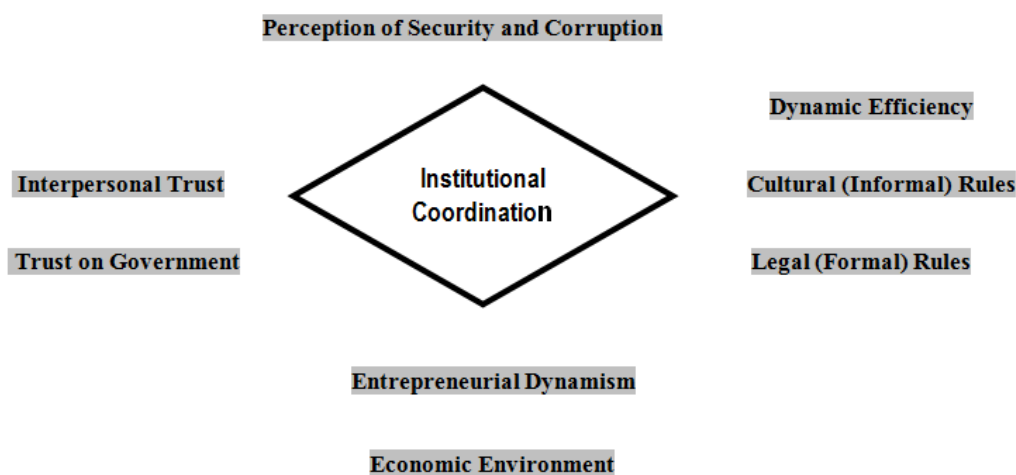 Perception of Security and Corruption
Dynamic Efficiency
Interpersonal Trust
Institutional
Coordination
Cultural (Informal) Rules
Trust on Government
Legal (Formal) Rules
Entrepreneurial Dynamism
Economic Environment